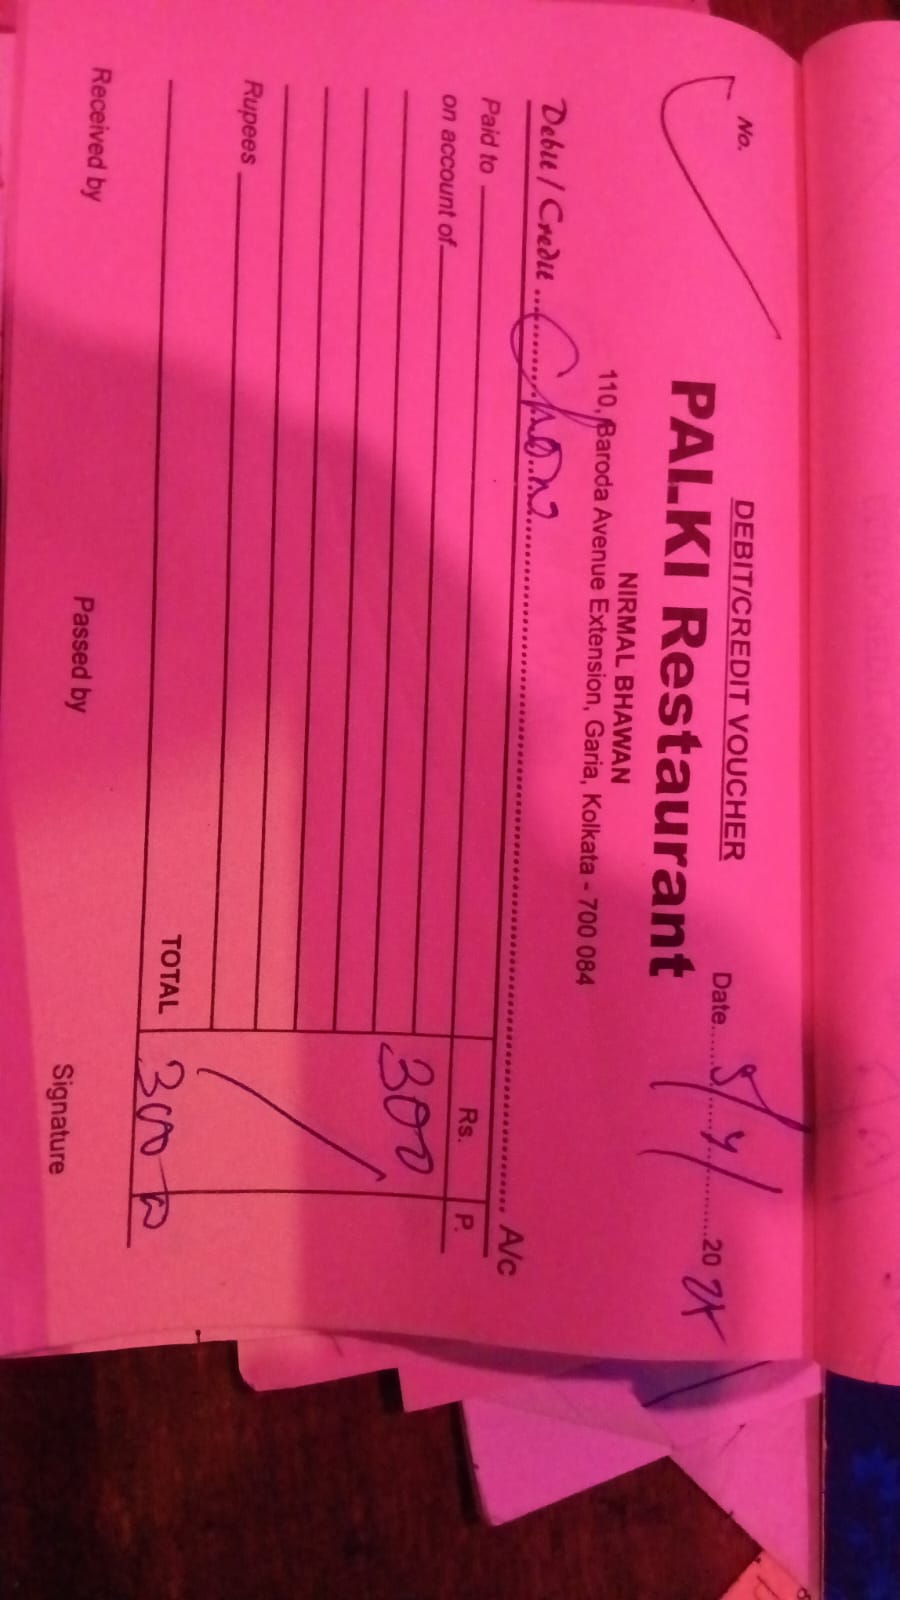 DEBIT/CREDIT VOUCHER
No.
Date 5/4/ 20 24
PALKI Restaurant
NIRMAL BHAWAN
110, Baroda Avenue Extension, Garia, Kolkata - 700 084
Debit / Credit A/c
Paid to Rs. P.
on account of 300
Rupees
TOTAL 300
Received by Passed by Signature